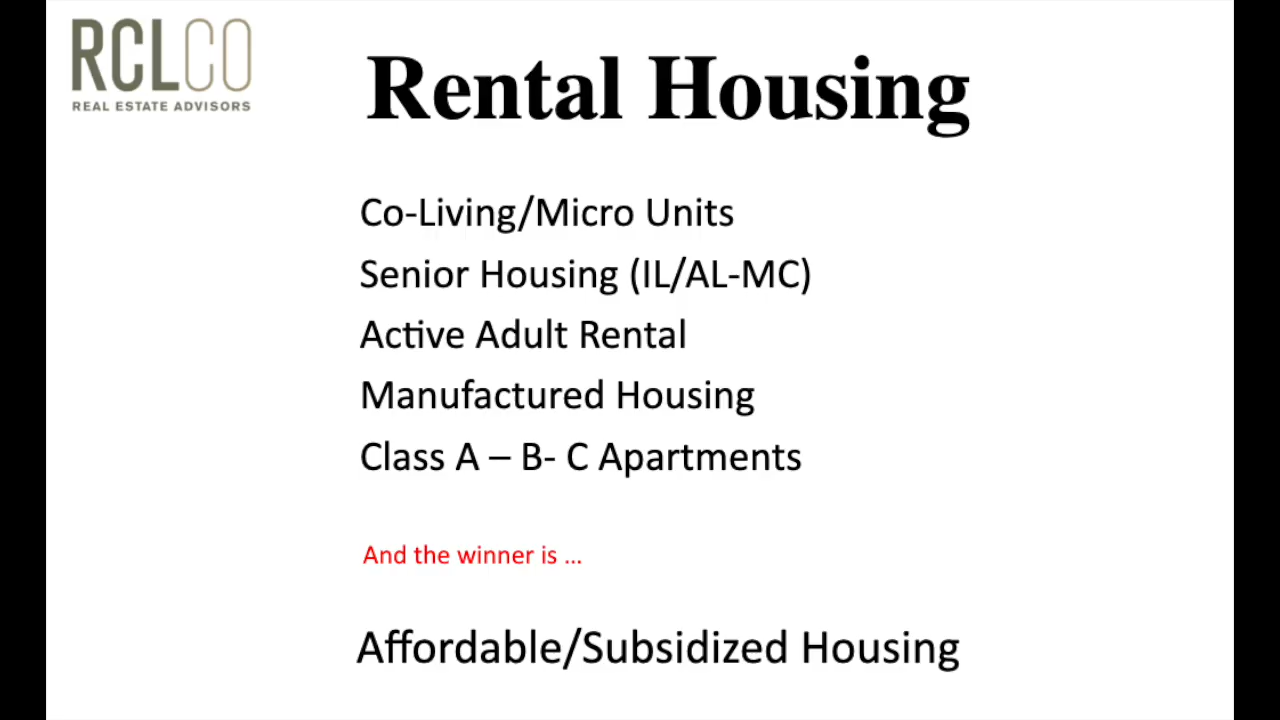 RCLCO
REAL ESTATE ADVISORS
Rental Housing
Co-Living/Micro Units
Senior Housing (IL/AL-MC)
Active Adult Rental
Manufactured Housing
Class A – B- C Apartments
And the winner is ...
Affordable/Subsidized Housing